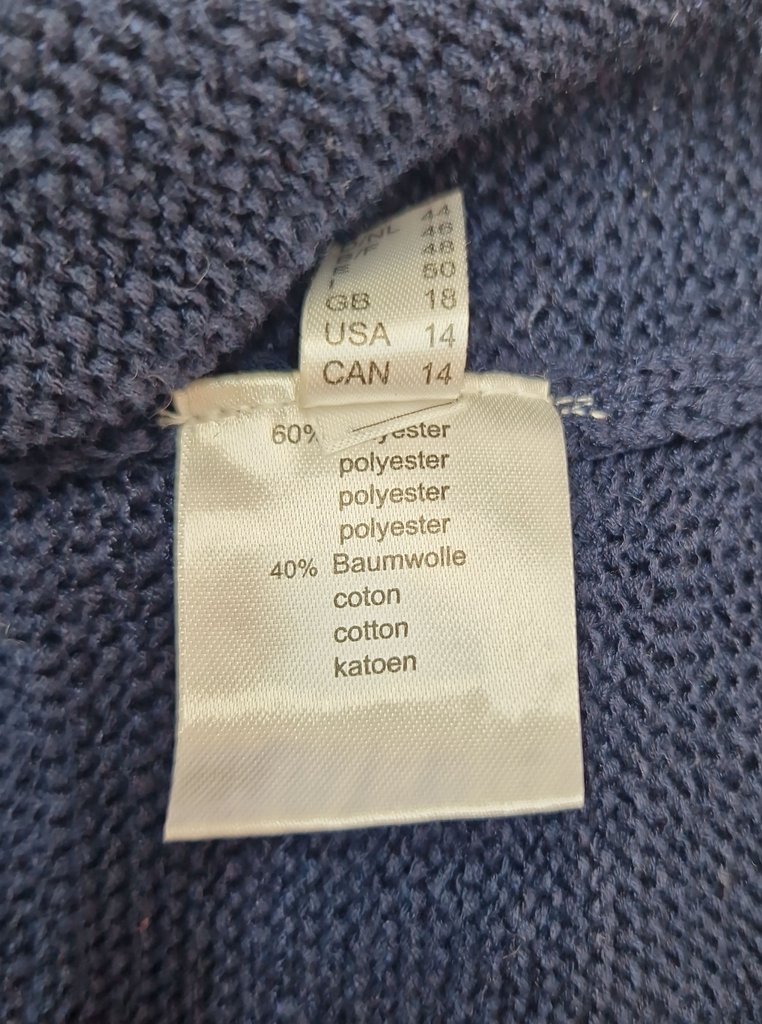 44
46
48
50
GB 18
USA 14
CAN 14
60% polyester
polyester
polyester
polyester
40% Baumwolle
coton
cotton
katoen